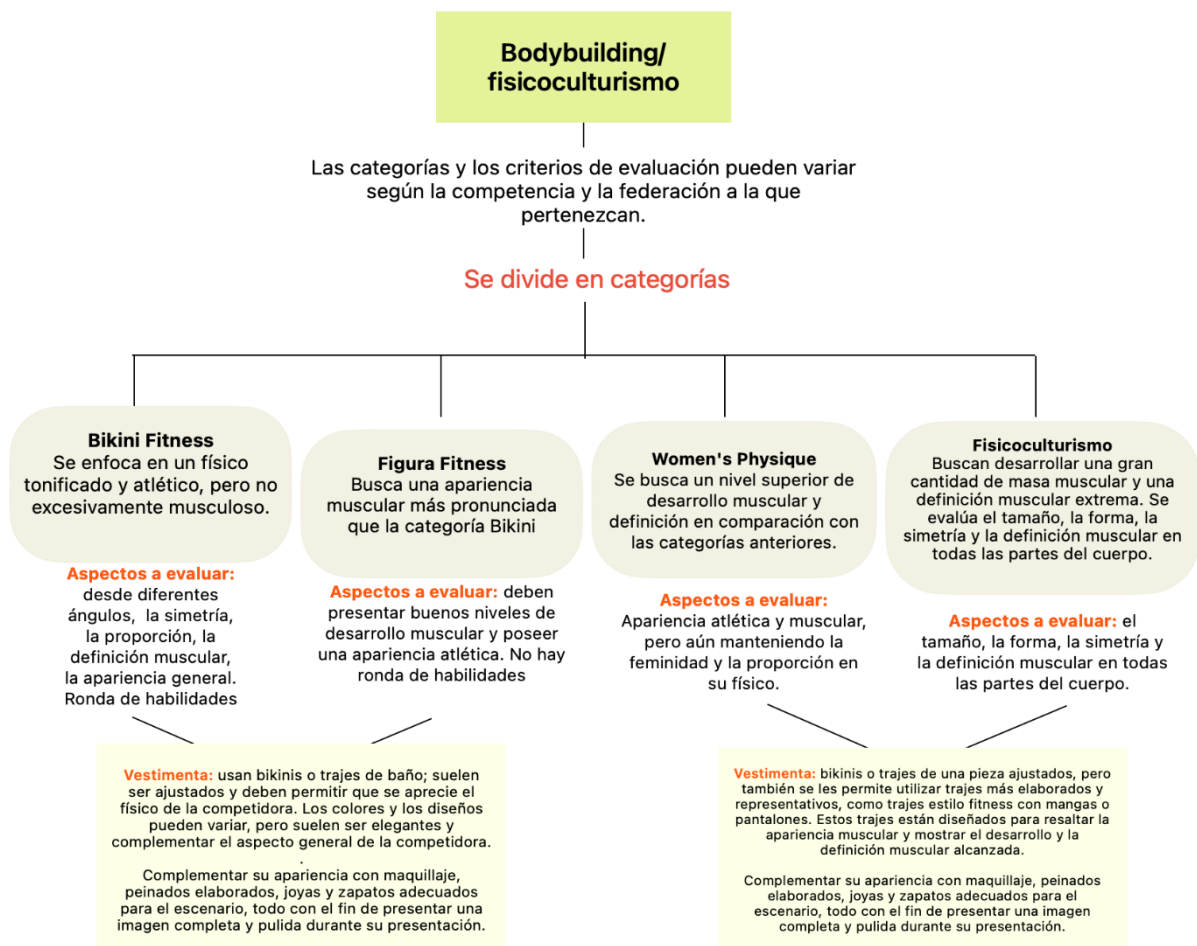 Bodybuilding/
fisicoculturismo
Las categorías y los criterios de evaluación pueden variar
según la competencia y la federación a la que
pertenezcan.
Se divide en categorías
Bikini Fitness
Se enfoca en un físico
tonificado y atlético, pero no
excesivamente musculoso.
Aspectos a evaluar:
desde diferentes
ángulos, la simetría,
la proporción, la
definición muscular,
la apariencia general.
Ronda de habilidades
Figura Fitness
Busca una apariencia
muscular más pronunciada
que la categoría Bikini
Aspectos a evaluar: deben
presentar buenos niveles de
desarrollo muscular y poseer
una apariencia atlética. No hay
ronda de habilidades
Women's Physique
Se busca un nivel superior de
desarrollo muscular y
definición en comparación con
las categorías anteriores.
Aspectos a evaluar:
Apariencia atlética y muscular,
pero aún manteniendo la
feminidad y la proporción en
su físico.
Fisicoculturismo
Buscan desarrollar una gran
cantidad de masa muscular y una
definición muscular extrema. Se
evalúa el tamaño, la forma, la
simetría y la definición muscular en
todas las partes del cuerpo.
Aspectos a evaluar: el
tamaño, la forma, la simetría y
la definición muscular en todas
las partes del cuerpo.
Vestimenta: usan bikinis o trajes de baño; suelen
ser ajustados y deben permitir que se aprecie el
físico de la competidora. Los colores y los diseños
pueden variar, pero suelen ser elegantes y
complementar el aspecto general de la competidora.
.
Complementar su apariencia con maquillaje,
peinados elaborados, joyas y zapatos adecuados
para el escenario, todo con el fin de presentar una
imagen completa y pulida durante su presentación.
Vestimenta: bikinis o trajes de una pieza ajustados, pero
también se les permite utilizar trajes más elaborados y
representativos, como trajes estilo fitness con mangas o
pantalones. Estos trajes están diseñados para resaltar la
apariencia muscular y mostrar el desarrollo y la
definición muscular alcanzada.
Complementar su apariencia con maquillaje, peinados
elaborados, joyas y zapatos adecuados para el
escenario, todo con el fin de presentar una imagen
completa y pulida durante su presentación.